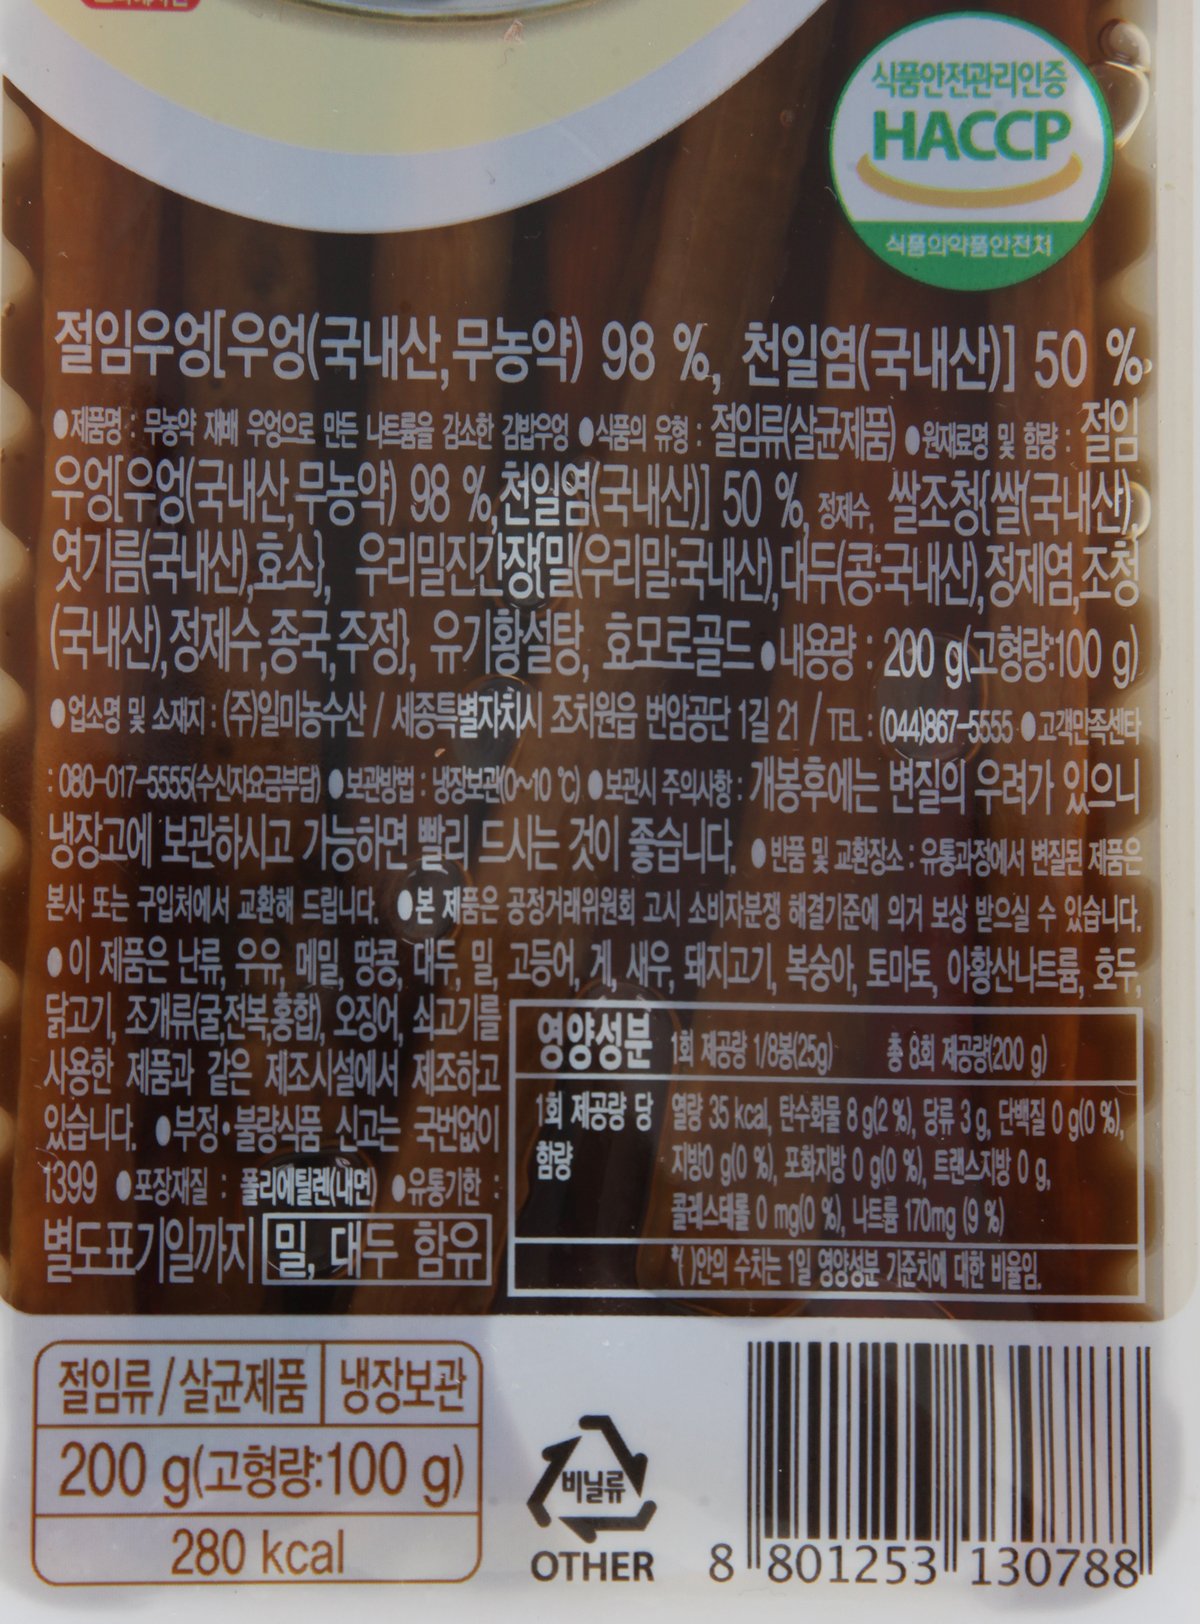 식품안전관리인증
HACCP
식품의약품안전처
절임우엉[우엉(국내산,무농약) 98 %, 천일염(국내산)] 50 %,
●제품명 : 무농약 재배 우엉으로 만든 나트륨을 감소한 김밥우엉 ●식품의 유형 : 절임류(살균제품) ●원재료명 및 함량 : 절임
우엉[우엉(국내산,무농약) 98 %,천일염(국내산)] 50 %, 정제수, 쌀조청{쌀(국내산),
엿기름(국내산),효소}, 우리밀진간장{밀(우리밀:국내산),대두(콩:국내산),정제염,조청
(국내산),정제수,종국,주정}, 유기황설탕, 효모로골드 ●내용량 : 200 g(고형량:100 g)
●업소명 및 소재지 : (주)일미농수산 / 세종특별자치시 조치원읍 번암공단 1길 21 / TEL : (044)867-5555 ●고객만족센타
: 080-017-5555(수신자요금부담) ●보관방법 : 냉장보관(0~10 ℃) ●보관시 주의사항 : 개봉후에는 변질의 우려가 있으니
냉장고에 보관하시고 가능하면 빨리 드시는 것이 좋습니다. ●반품 및 교환장소 : 유통과정에서 변질된 제품은
본사 또는 구입처에서 교환해 드립니다. ●본 제품은 공정거래위원회 고시 소비자분쟁 해결기준에 의거 보상 받으실 수 있습니다.
●이 제품은 난류, 우유, 메밀, 땅콩, 대두, 밀, 고등어, 게, 새우, 돼지고기, 복숭아, 토마토, 아황산나트륨, 호두,
닭고기, 조개류(굴,전복,홍합), 오징어, 쇠고기를
사용한 제품과 같은 제조시설에서 제조하고
있습니다. ●부정•불량식품 신고는 국번없이
1399 ●포장재질 : 폴리에틸렌(내면) ●유통기한 :
별도표기일까지 밀, 대두 함유
영양성분 1회 제공량 1/8봉(25g) 총 8회 제공량(200 g)
1회 제공량 당 열량 35 kcal, 탄수화물 8 g(2 %), 당류 3 g, 단백질 0 g(0 %),
함량 지방0 g(0 %), 포화지방 0 g(0 %), 트랜스지방 0 g,
콜레스테롤 0 mg(0 %), 나트륨 170mg (9 %)
*( )안의 수치는 1일 영양성분 기준치에 대한 비율임.
절임류/살균제품 냉장보관
200 g(고형량:100 g)
280 kcal
비닐류
OTHER
8 801253 130788